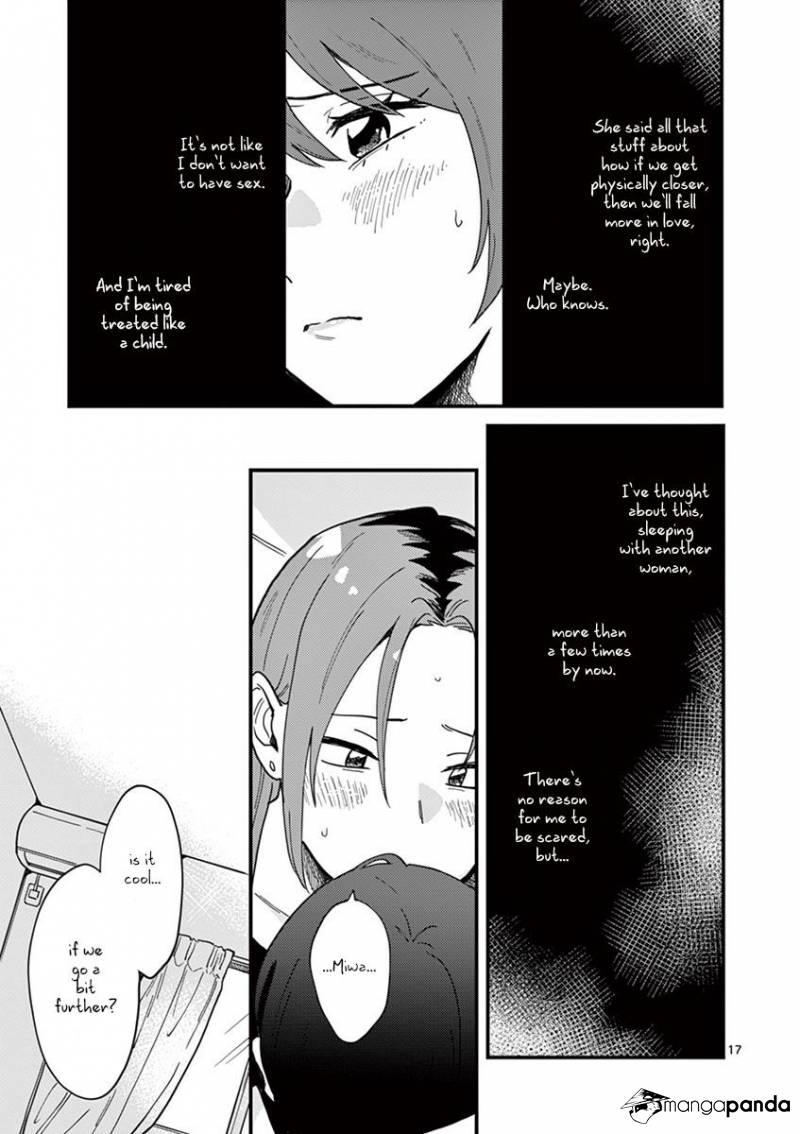 She said all that
stuff about
how if we get
physically closer,
then we'll fall
more in love,
right.
Maybe.
Who knows.
It's not like
I don't want
to have sex.
And I'm tired
of being
treated like
a child.
I've thought
about this,
sleeping
with another
woman,
more than
a few times
by now.
There's
no reason
for me to
be scared,
but...
...Miwa...
is it
cool...
if we
go a
bit
further?
17
mangapanda